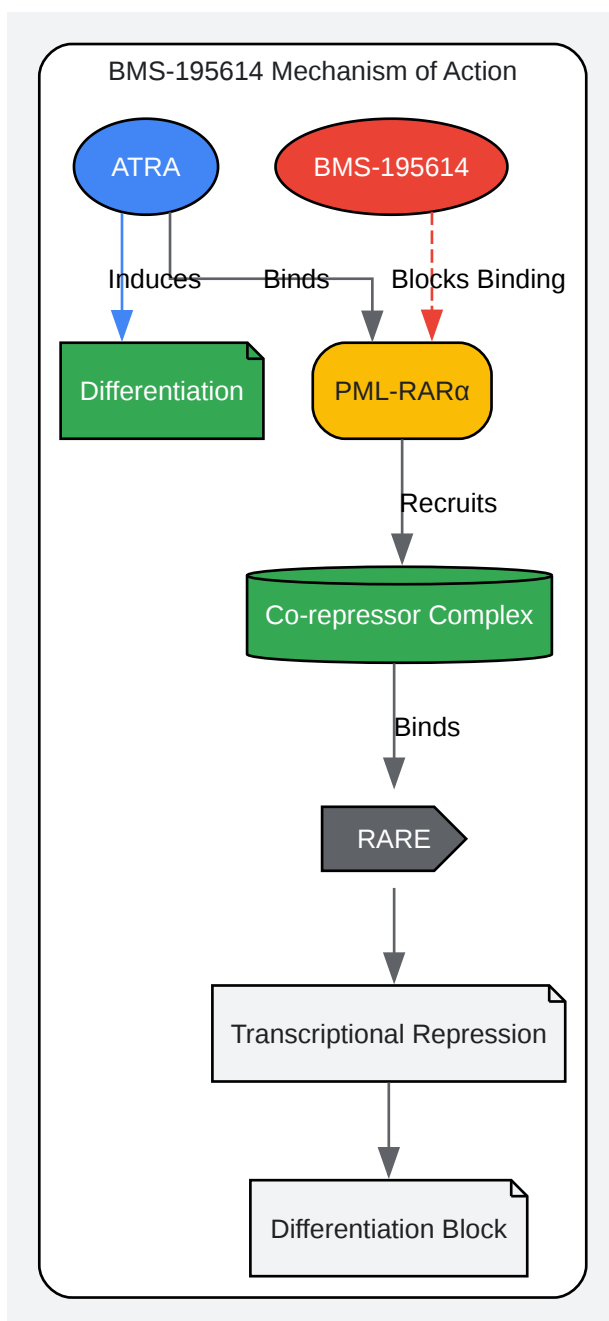 BMS-195614 Mechanism of Action
ATRA
BMS-195614
Induces
Binds
Blocks Binding
Differentiation
PML-RARα
Recruits
Co-repressor Complex
Binds
RARE
Transcriptional Repression
Differentiation Block